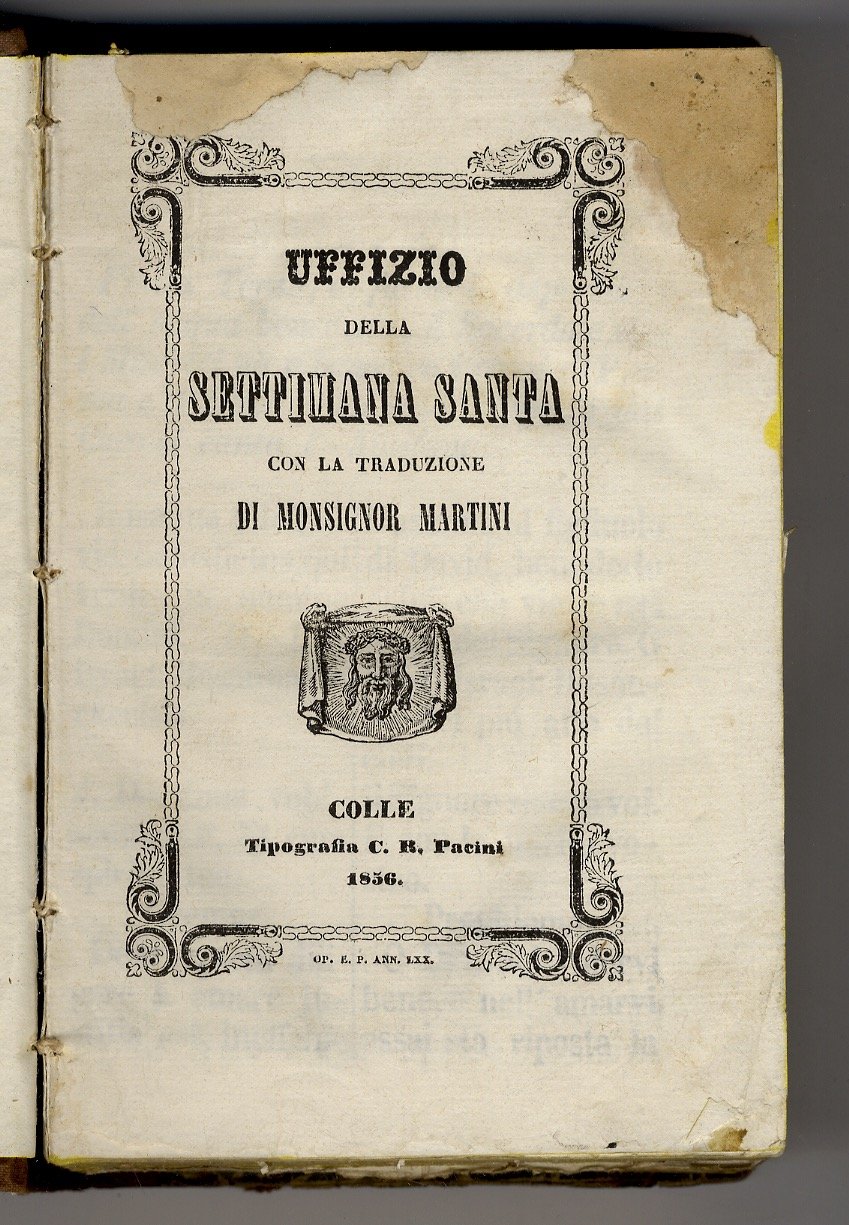 UFFIZIO
DELLA
SETTIMANA SANTA
CON LA TRADUZIONE
DI MONSIGNOR MARTINI
COLLE
Tipografia C. R. Pacini
1856.
OP. E. P. ANN. LXX.